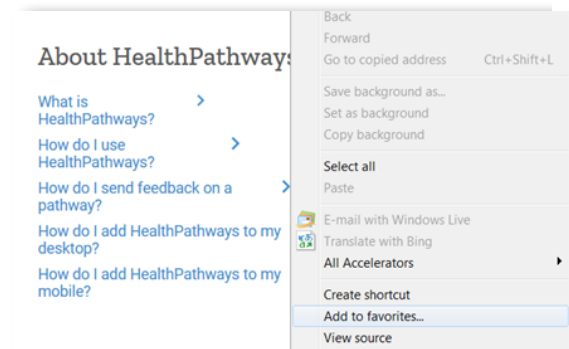 About HealthPathways
What is
HealthPathways?
How do I use
HealthPathways?
How do I send feedback on a
pathway?
How do I add HealthPathways to my
desktop?
How do I add HealthPathways to my
mobile?
Back
Forward
Go to copied address Ctrl+Shift+L
Save background as...
Set as background
Copy background
Select all
Paste
E-mail with Windows Live
Translate with Bing
All Accelerators
Create shortcut
Add to favorites...
View source